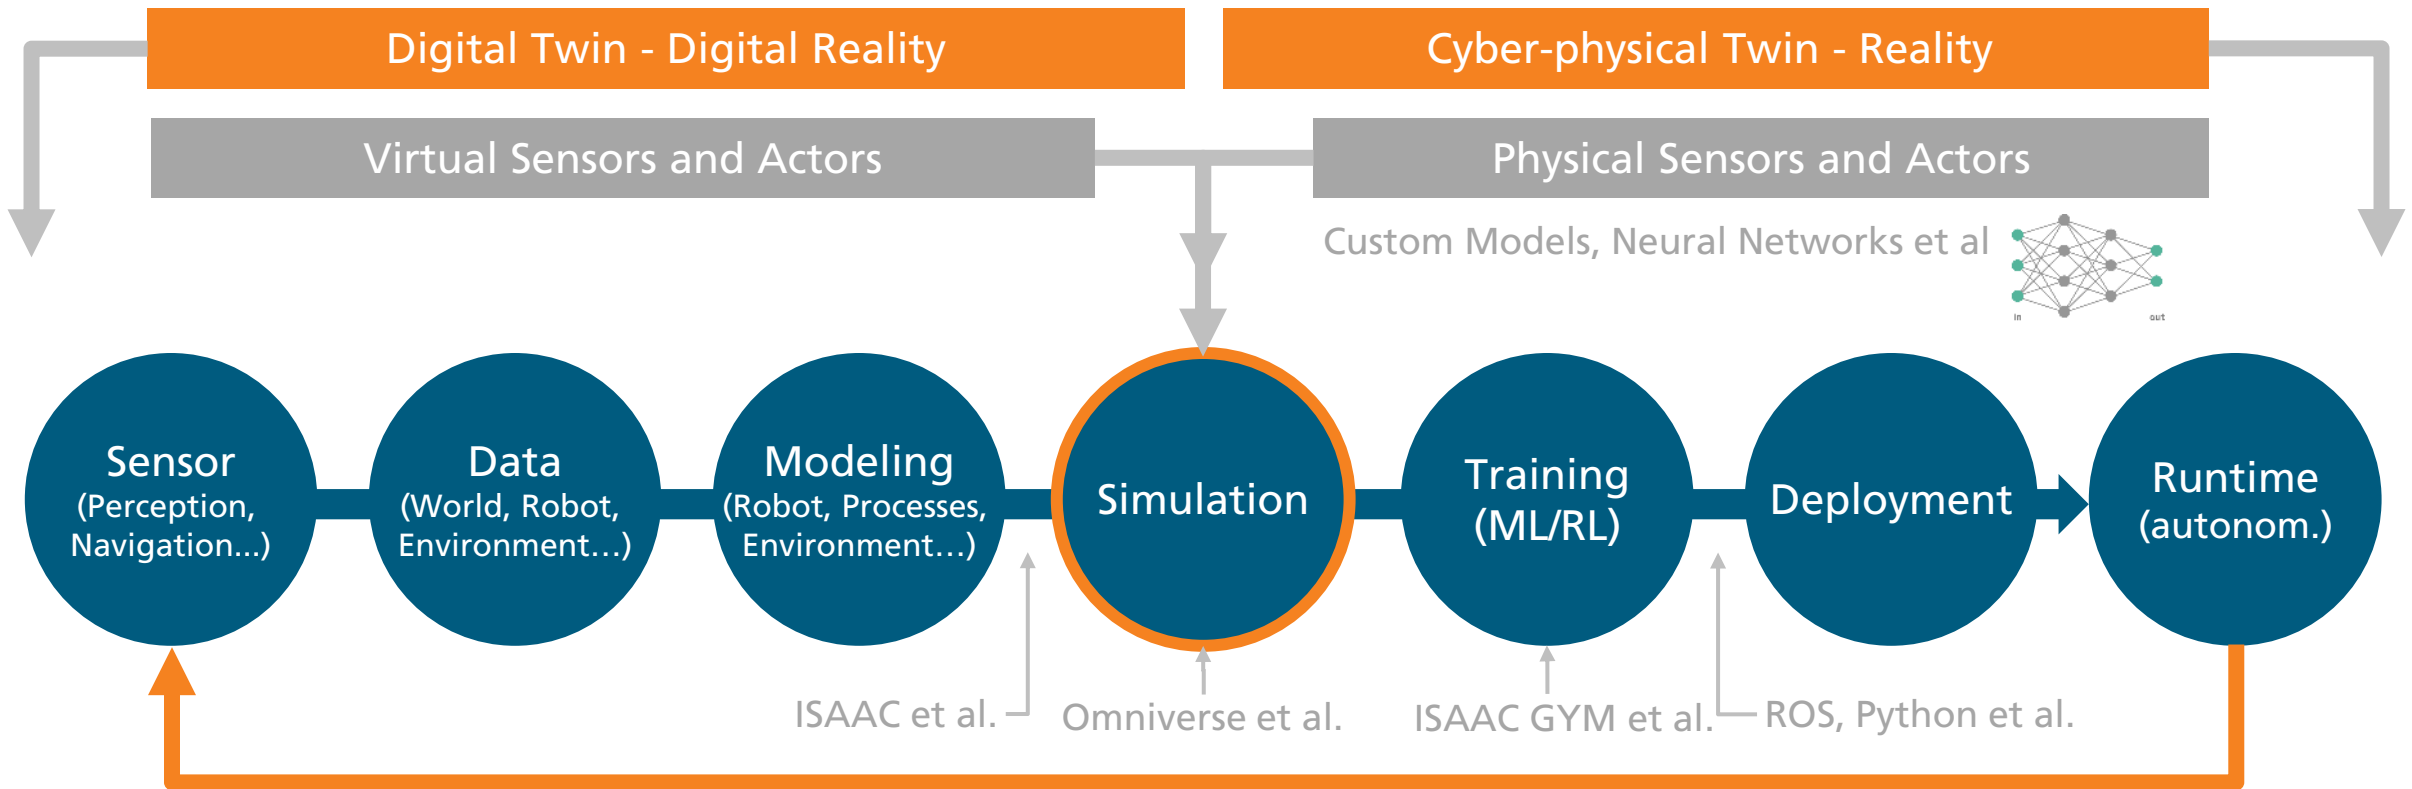 Digital Twin - Digital Reality
Cyber-physical Twin - Reality
Virtual Sensors and Actors
Physical Sensors and Actors
Custom Models, Neural Networks et al
in
out
Sensor
(Perception,
Navigation...)
Data
(World, Robot,
Environment...)
Modeling
(Robot, Processes,
Environment...)
Simulation
Training
(ML/RL)
Deployment
Runtime
(autonom.)
ISAAC et al.
Omniverse et al.
ISAAC GYM et al.
ROS, Python et al.